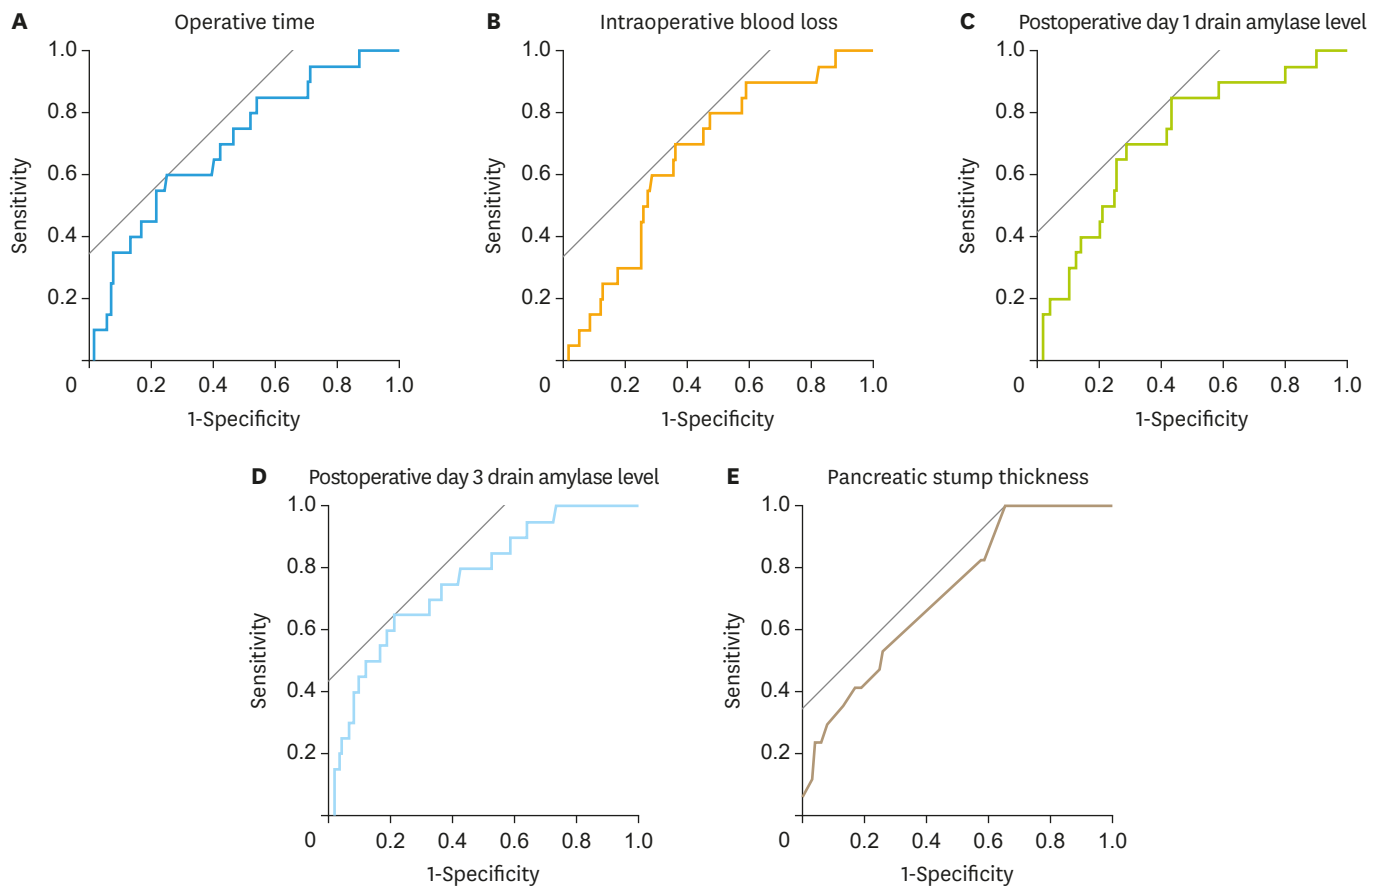 A Operative time
1.0
0.8
0.6
0.4
0.2
Sensitivity
0 0.2 0.4 0.6 0.8 1.0
1-Specificity
B Intraoperative blood loss
1.0
0.8
0.6
0.4
0.2
Sensitivity
0 0.2 0.4 0.6 0.8 1.0
1-Specificity
C Postoperative day 1 drain amylase level
1.0
0.8
0.6
0.4
0.2
Sensitivity
0 0.2 0.4 0.6 0.8 1.0
1-Specificity
D Postoperative day 3 drain amylase level
1.0
0.8
0.6
0.4
0.2
Sensitivity
0 0.2 0.4 0.6 0.8 1.0
1-Specificity
E Pancreatic stump thickness
1.0
0.8
0.6
0.4
0.2
Sensitivity
0 0.2 0.4 0.6 0.8 1.0
1-Specificity